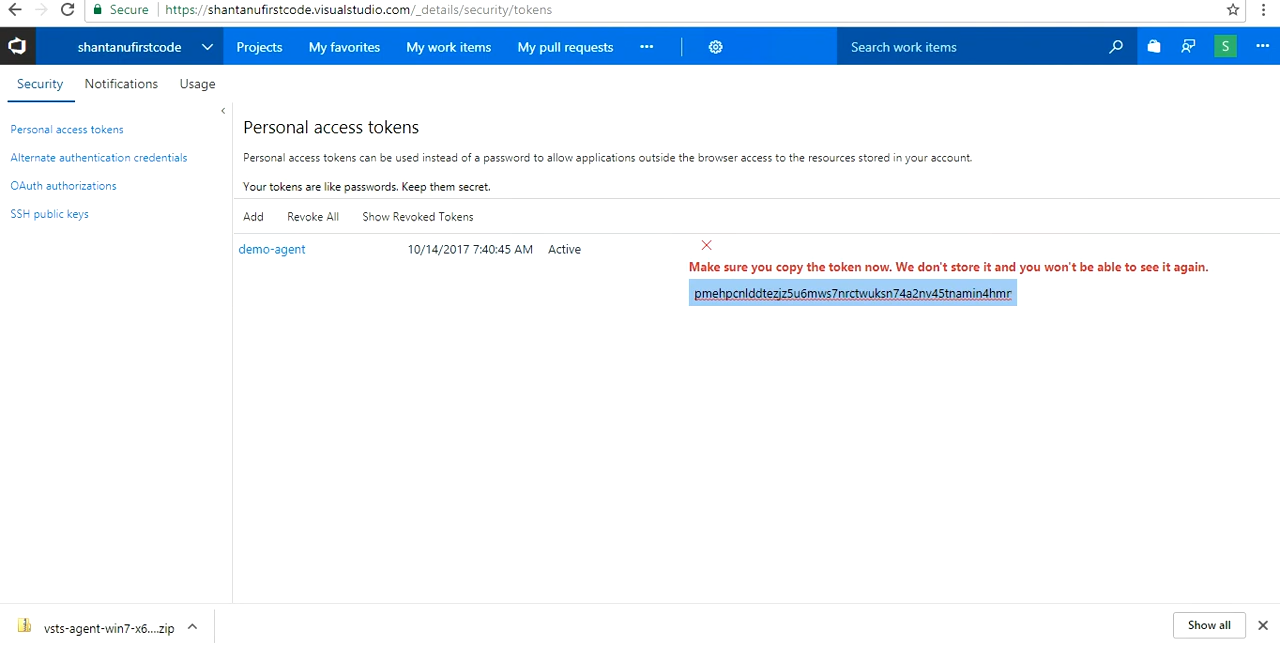 Secure https://shantanufirstcode.visualstudio.com/_details/security/tokens
shantanufirstcode Projects My favorites My work items My pull requests ··· Search work items S ···
Security Notifications Usage
Personal access tokens
Alternate authentication credentials
OAuth authorizations
SSH public keys
Personal access tokens
Personal access tokens can be used instead of a password to allow applications outside the browser access to the resources stored in your account.
Your tokens are like passwords. Keep them secret.
Add Revoke All Show Revoked Tokens
demo-agent 10/14/2017 7:40:45 AM Active
Make sure you copy the token now. We don't store it and you won't be able to see it again.
pmehpcnlddtezjz5u6mws7nrctwuksn74a2nv45tnamin4hmr
vsts-agent-win7-x6....zip
Show all